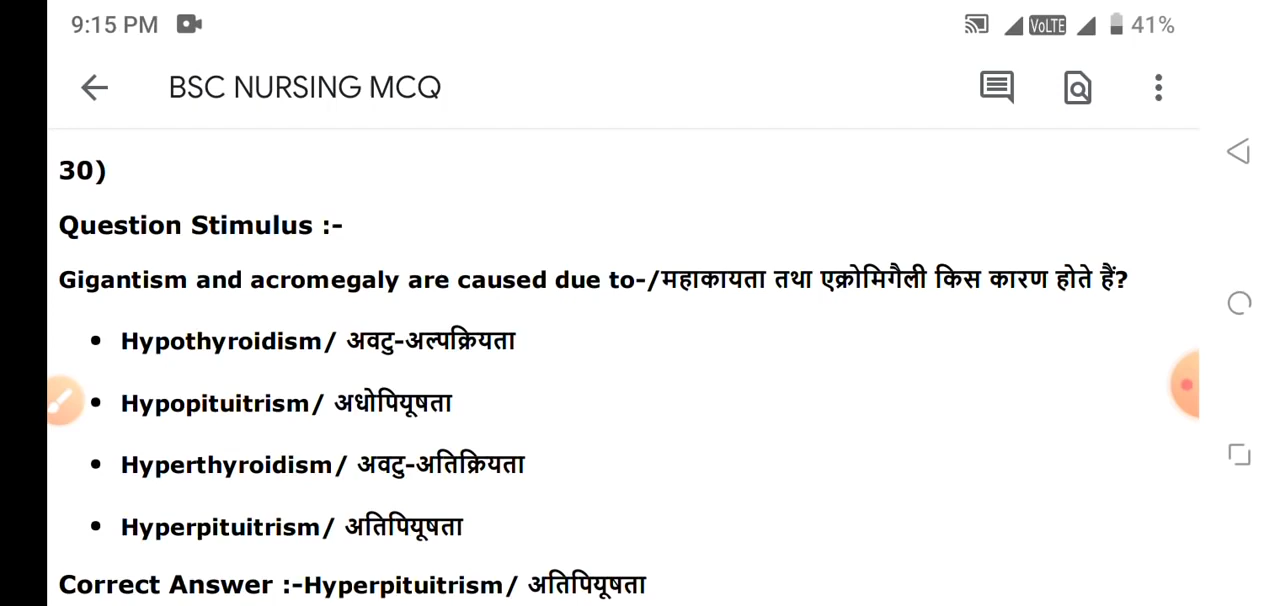 9:15 PM VoLTE 41%
BSC NURSING MCQ
30)
Question Stimulus :-
Gigantism and acromegaly are caused due to-/महाकायता तथा एक्रोमिगैली किस कारण होते हैं?
• Hypothyroidism/ अवटु-अल्पक्रियता
• Hypopituitrism/ अधोपियूषता
• Hyperthyroidism/ अवटु-अतिक्रियता
• Hyperpituitrism/ अतिपियूषता
Correct Answer :-Hyperpituitrism/ अतिपियूषता